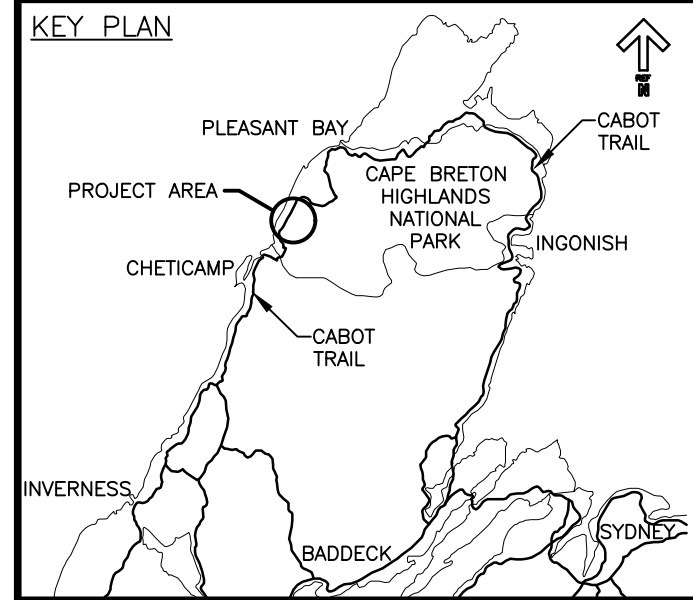 KEY PLAN
REF
N
CABOT
TRAIL
PLEASANT BAY
CAPE BRETON
HIGHLANDS
NATIONAL
PARK
PROJECT AREA
INGONISH
CHETICAMP
CABOT
TRAIL
INVERNESS
BADDECK
SYDNEY